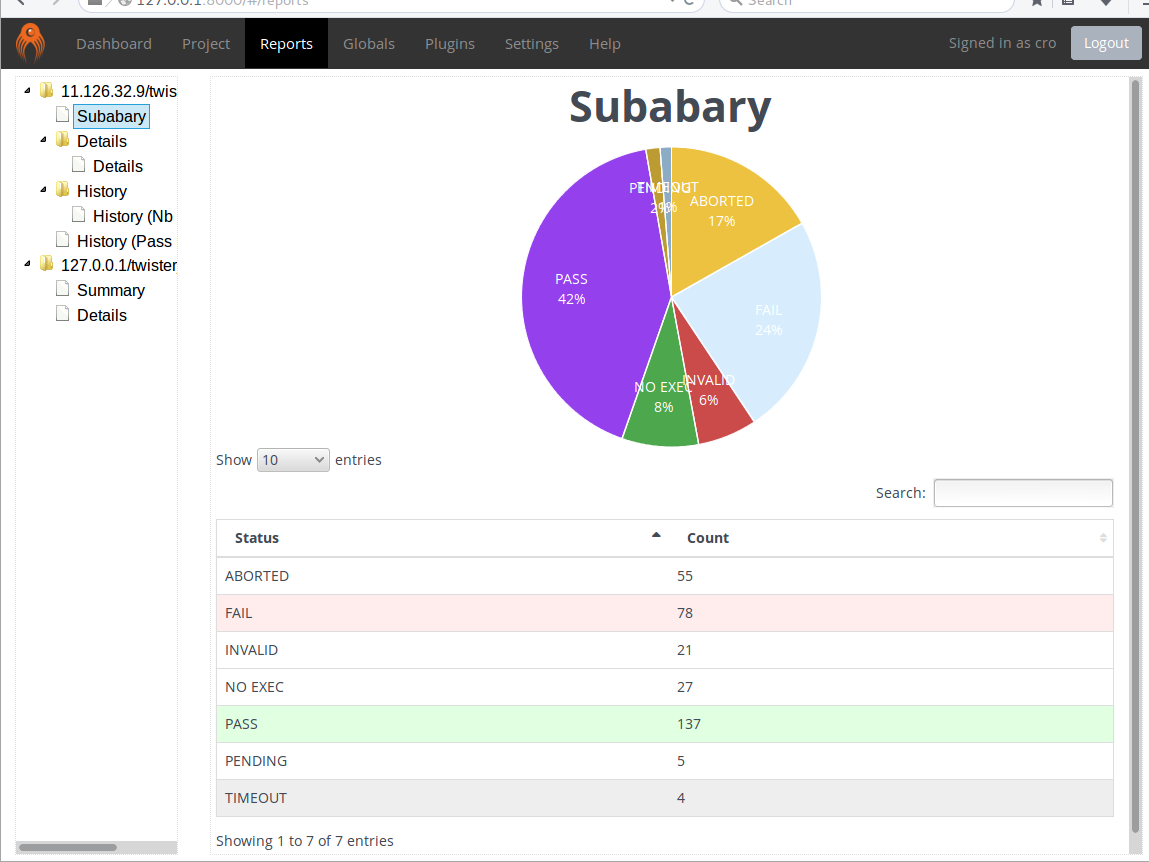 127.0.0.1:8000/#/reports
Search
Dashboard
Project
Reports
Globals
Plugins
Settings
Help
Signed in as cro
Logout
11.126.32.9/twis
Subabary
Details
Details
History
History (Nb
History (Pass
127.0.0.1/twister
Summary
Details
Subabary
PENDING
2%
TIMEOUT
1%
ABORTED
17%
PASS
42%
FAIL
24%
INVALID
6%
NO EXEC
8%
Show 10 entries
Search:
Status Count
ABORTED 55
FAIL 78
INVALID 21
NO EXEC 27
PASS 137
PENDING 5
TIMEOUT 4
Showing 1 to 7 of 7 entries